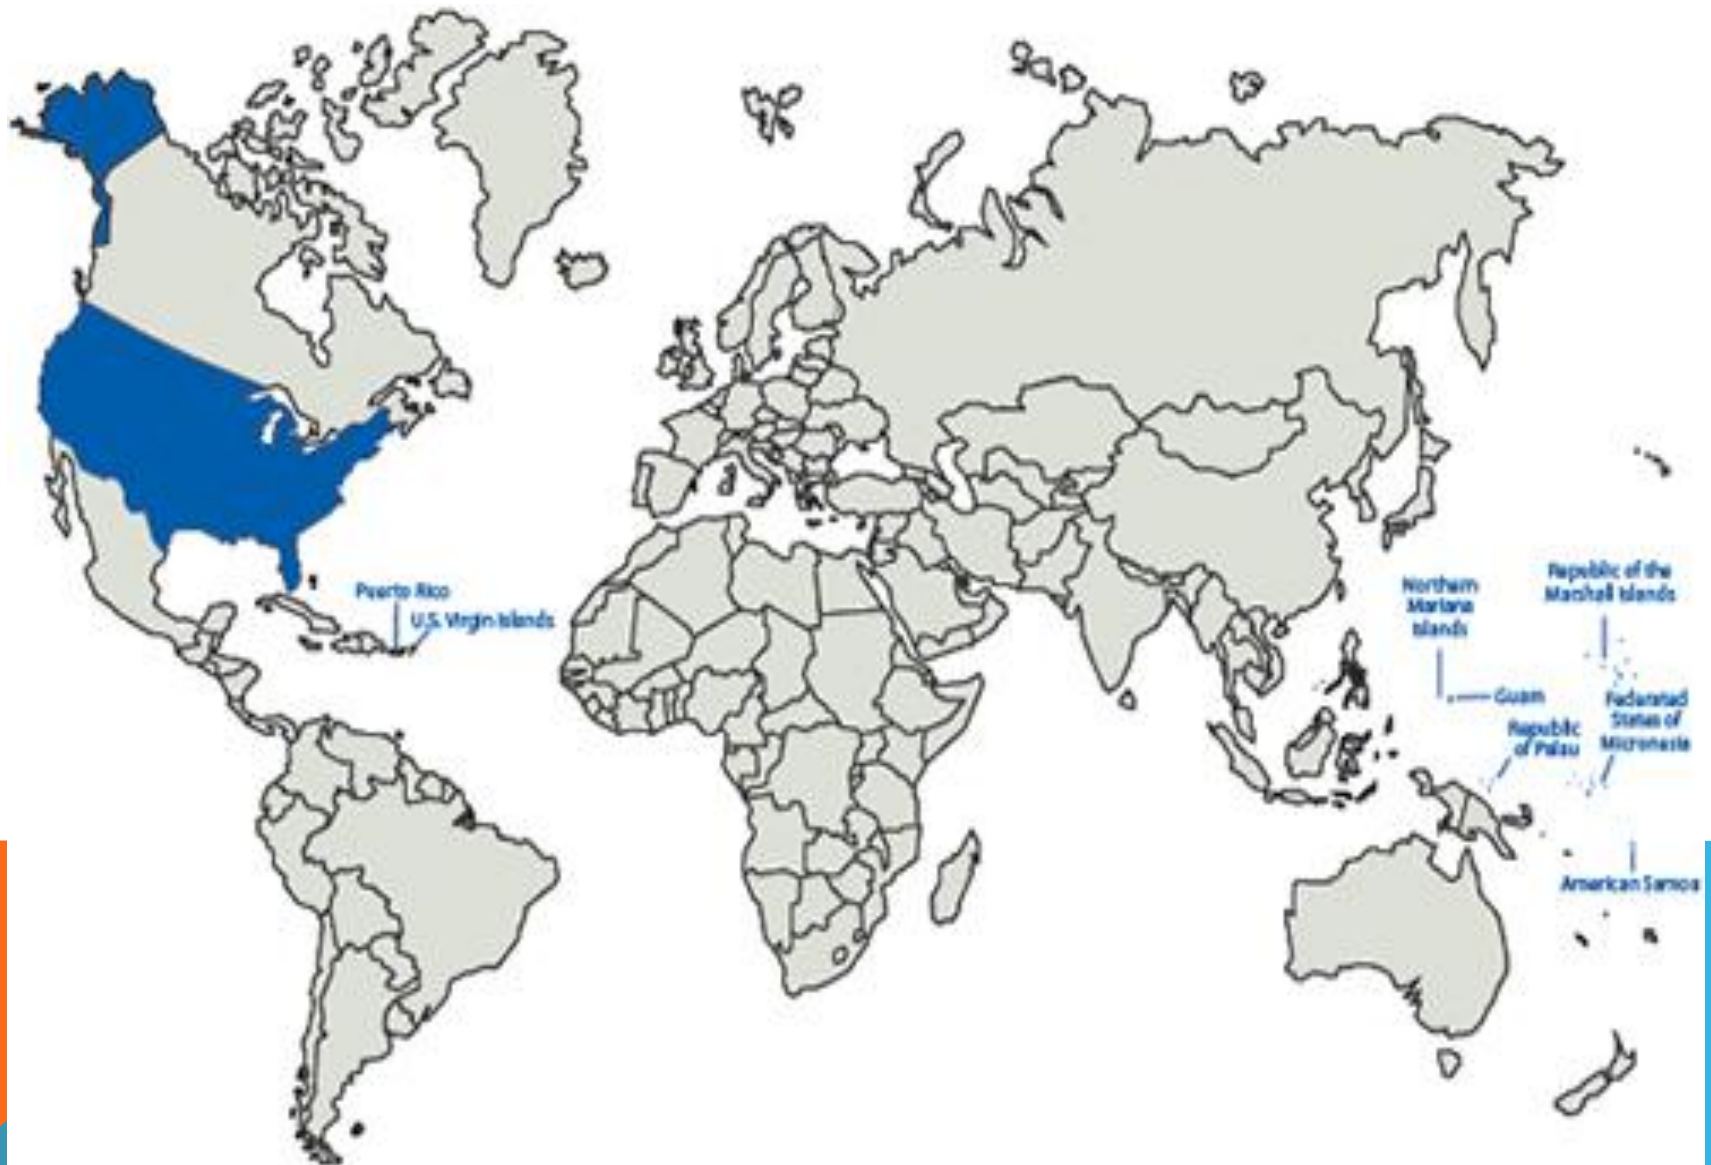 Puerto Rico
U.S. Virgin Islands
Northern
Mariana
Islands
Republic of the
Marshall Islands
Guam
Republic
of Palau
Federated
States of
Micronesia
American Samoa